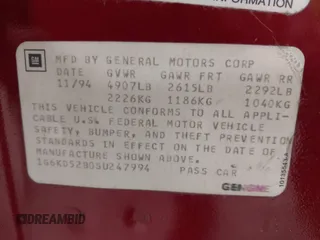 INFORMATION
GM
MFD BY GENERAL MOTORS CORP
DATE GVWR GAWR FRT GAWR RR
11/94 4907LB 2615LB 2292LB
2226KG 1186KG 1040KG
THIS VEHICLE CONFORMS TO ALL APPLI-
CABLE U.S. FEDERAL MOTOR VEHICLE
SAFETY, BUMPER, AND THEFT PREVENTION
STANDARDS IN EFFECT ON THE DATE OF
MANUFACTURE SHOWN ABOVE.
PASS CAR
DREAMBID